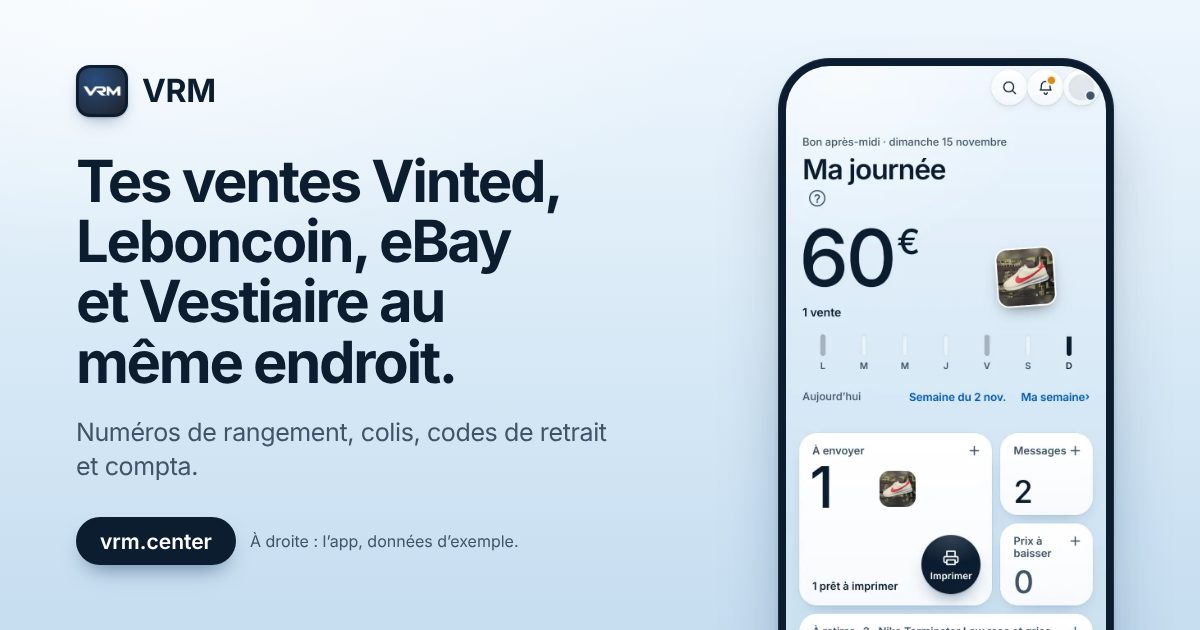 VRM
VRM
Tes ventes Vinted,
Leboncoin, eBay
et Vestiaire au
même endroit.
Numéros de rangement, colis, codes de retrait
et compta.
vrm.center
À droite : l’app, données d’exemple.
Bon après-midi · dimanche 15 novembre
Ma journée
?
60€
1 vente
L M M J V S D
Aujourd’hui Semaine du 2 nov. Ma semaine›
À envoyer +
1
1 prêt à imprimer
Imprimer
Messages +
2
Prix à +
baisser
0